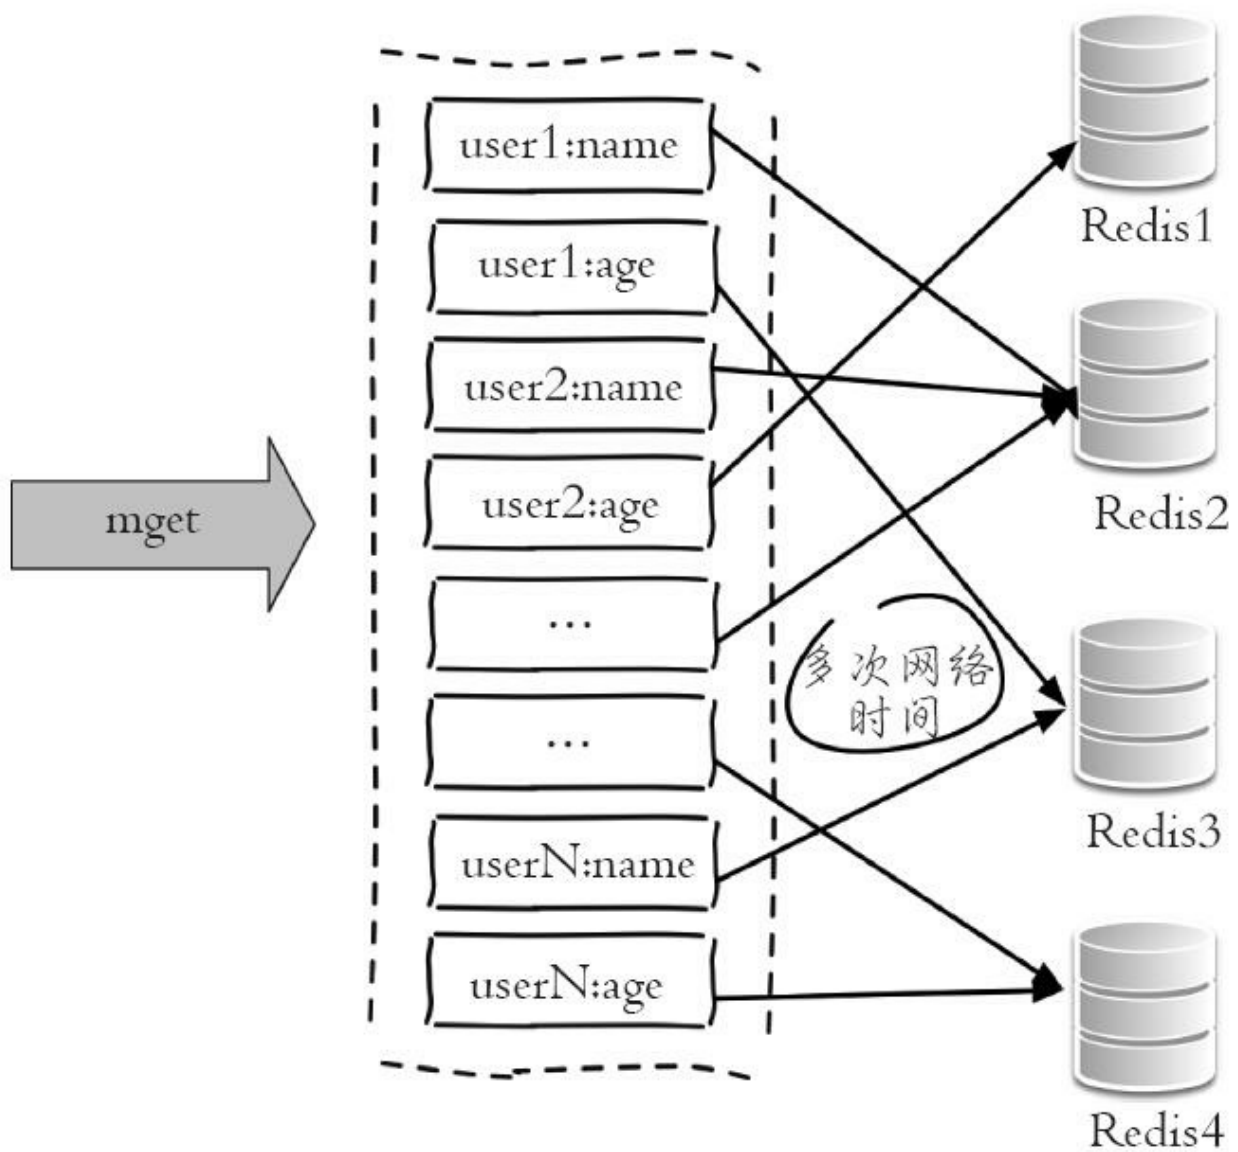 mget
user1:name
user1:age
user2:name
user2:age
...
...
userN:name
userN:age
多次网络
时间
Redis1
Redis2
Redis3
Redis4